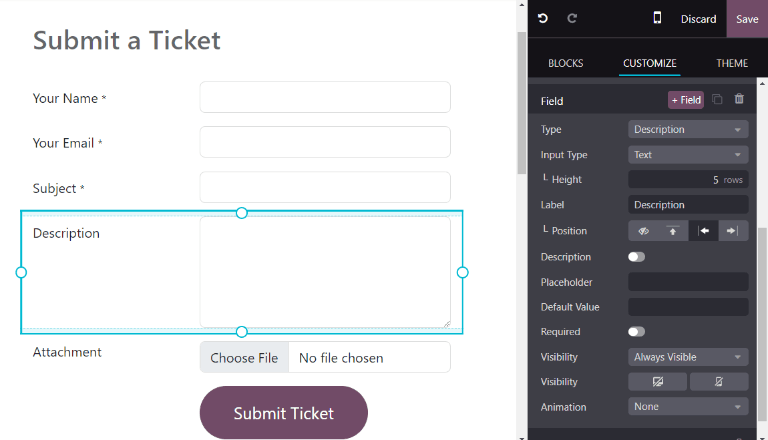 Submit a Ticket
Your Name *
Your Email *
Subject *
Description
Attachment
Choose File No file chosen
Submit Ticket
Discard Save
BLOCKS CUSTOMIZE THEME
Field + Field
Type Description
Input Type Text
└ Height 5 rows
Label Description
└ Position
Description
Placeholder
Default Value
Required
Visibility Always Visible
Visibility
Animation None